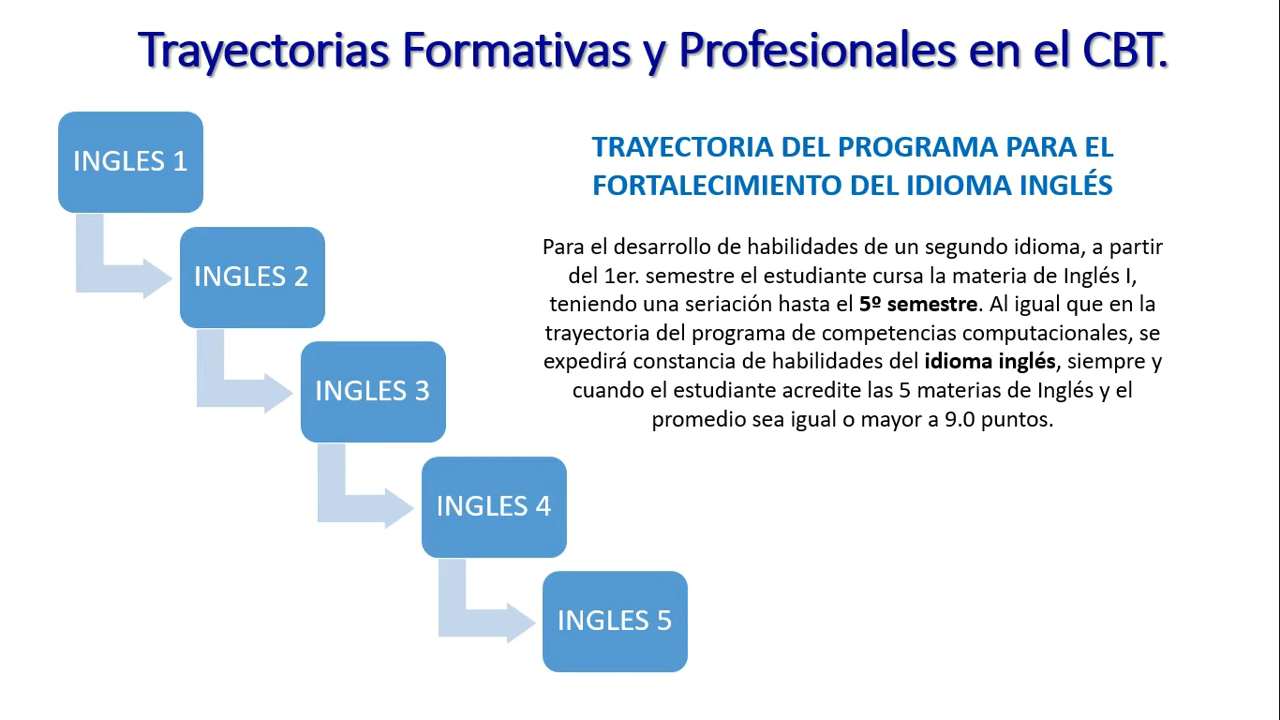 Trayectorias Formativas y Profesionales en el CBT.
INGLES 1
INGLES 2
INGLES 3
INGLES 4
INGLES 5
TRAYECTORIA DEL PROGRAMA PARA EL
FORTALECIMIENTO DEL IDIOMA INGLÉS
Para el desarrollo de habilidades de un segundo idioma, a partir
del 1er. semestre el estudiante cursa la materia de Inglés I,
teniendo una seriación hasta el 5º semestre. Al igual que en la
trayectoria del programa de competencias computacionales, se
expedirá constancia de habilidades del idioma inglés, siempre y
cuando el estudiante acredite las 5 materias de Inglés y el
promedio sea igual o mayor a 9.0 puntos.